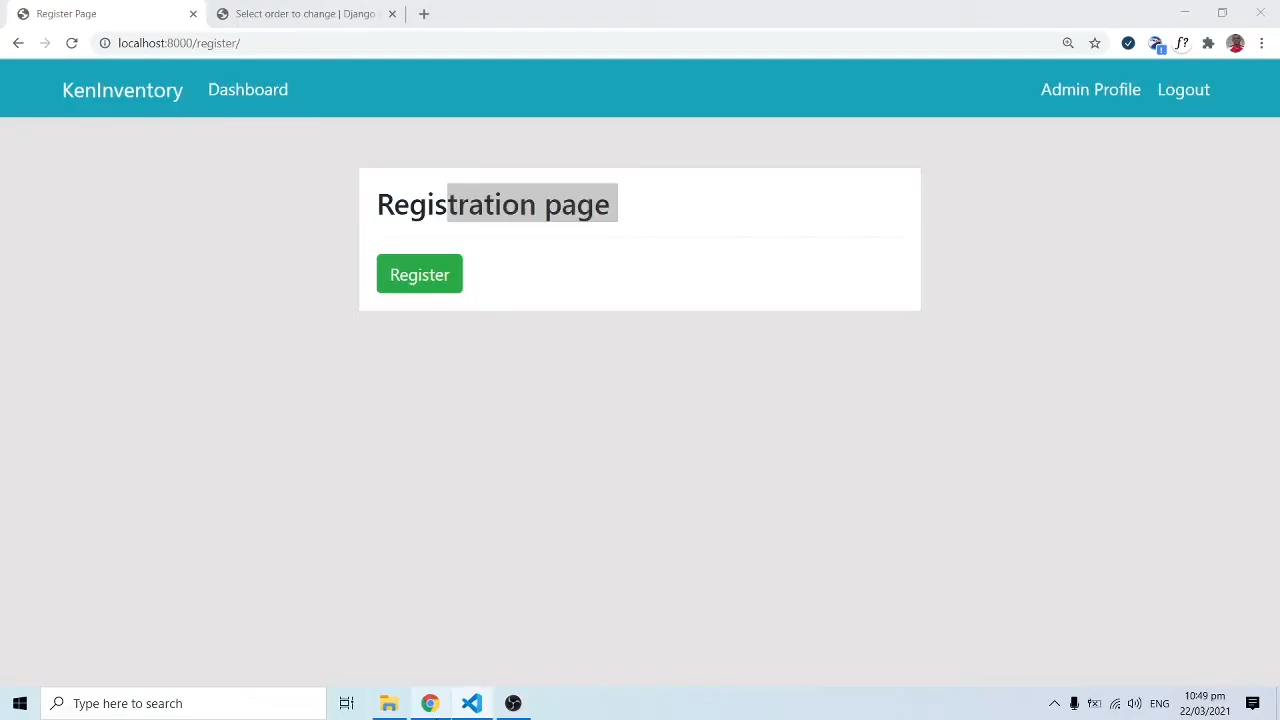 Register Page
Select order to change | Django
localhost:8000/register/
KenInventory
Dashboard
Admin Profile
Logout
Registration page
Register
Type here to search
ENG
10:49 pm
22/03/2021